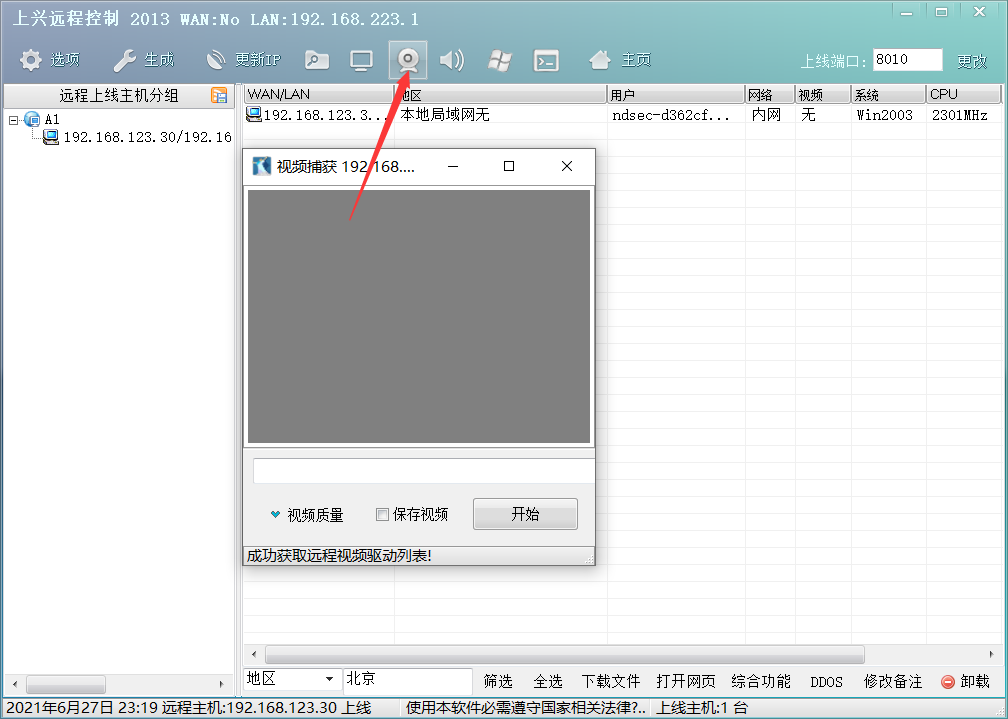 上兴远程控制 2013 WAN:No LAN:192.168.223.1
选项 生成 更新IP 主页 上线端口: 8010 更改
远程上线主机分组
A1
192.168.123.30/192.16
WAN/LAN 地区 用户 网络 视频 系统 CPU
192.168.123.3... 本地局域网无 ndsec-d362cf... 内网 无 Win2003 2301MHz
视频捕获 192.168....
视频质量 保存视频 开始
成功获取远程视频驱动列表!
地区 北京 筛选 全选 下载文件 打开网页 综合功能 DDOS 修改备注 卸载
2021年6月27日 23:19 远程主机:192.168.123.30 上线 使用本软件必需遵守国家相关法律?.. 上线主机:1 台